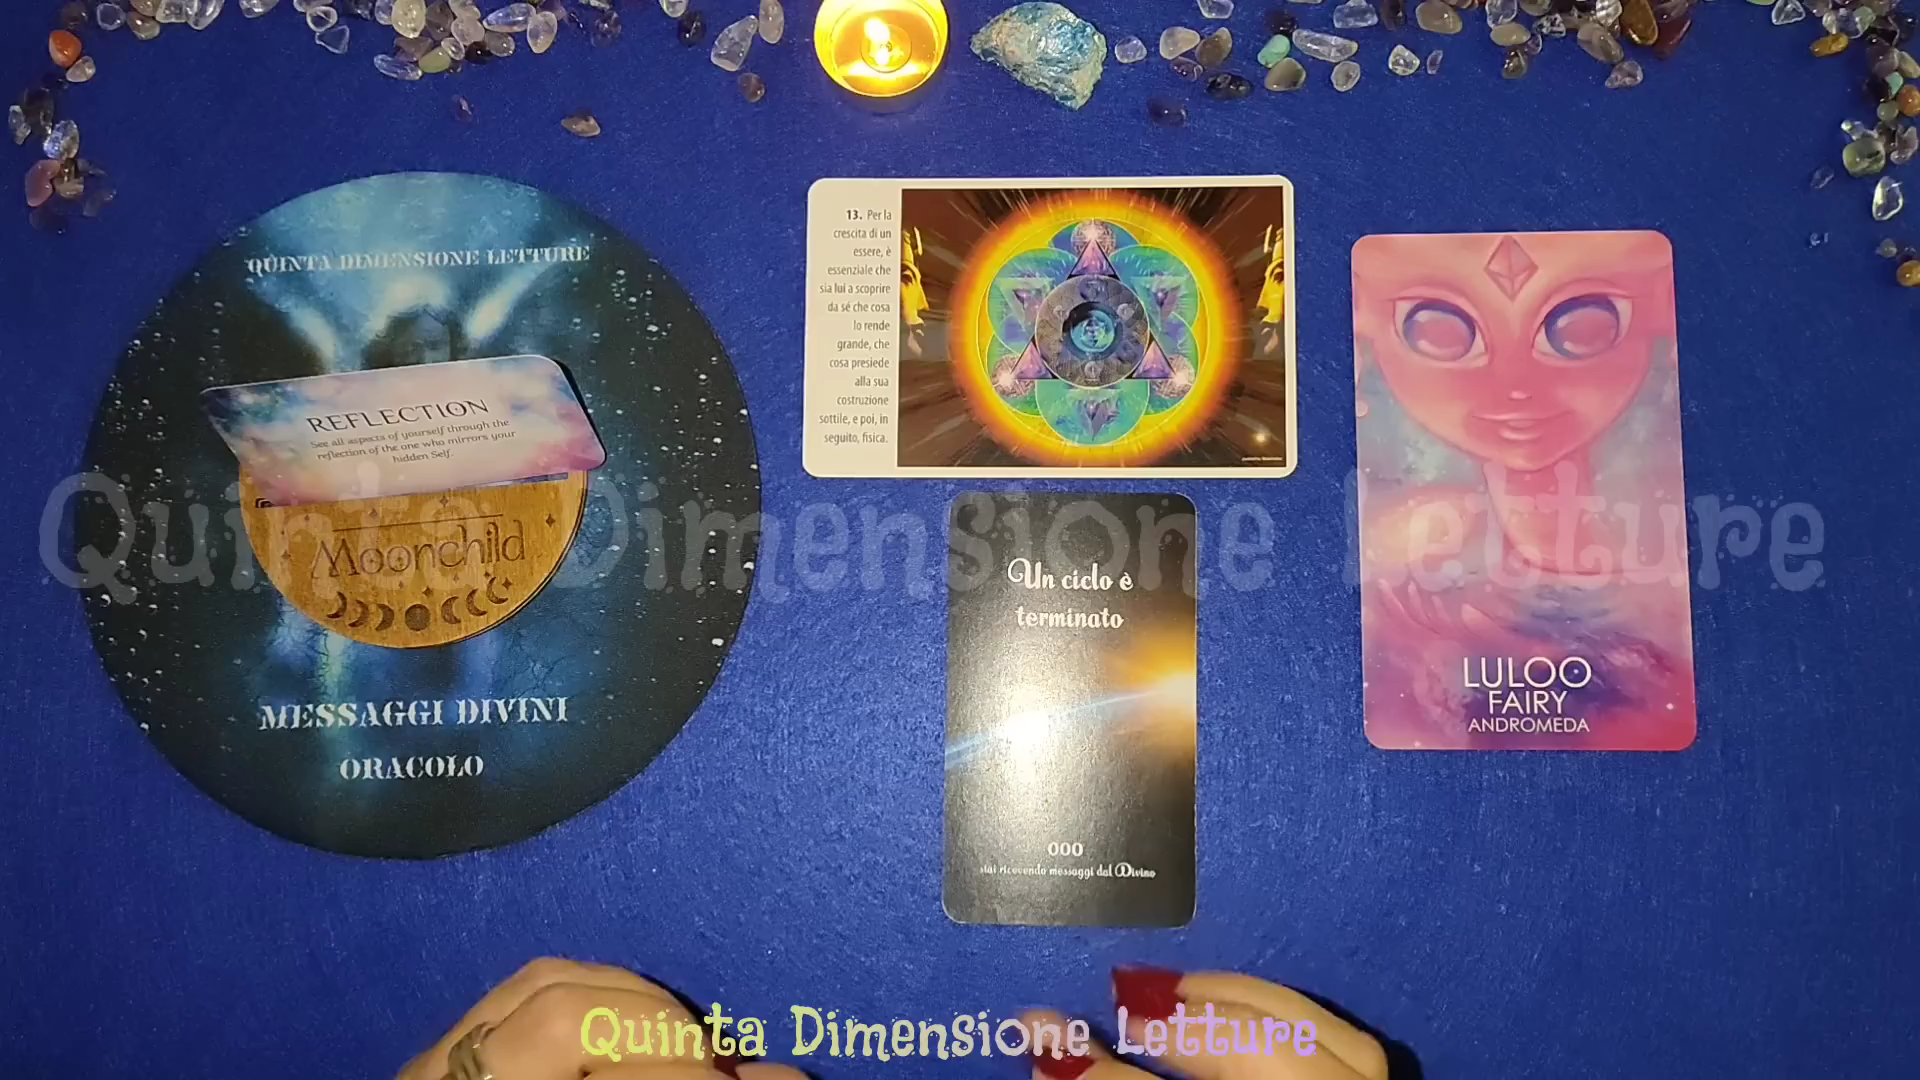 QUINTA DIMENSIONE LETTURE
REFLECTION
See all aspects of yourself through the
reflection of the one who mirrors your
hidden Self.
Moonchild
MESSAGGI DIVINI
ORACOLO
13. Per la
crescita di un
essere, è
essenziale che
sia lui a scoprire
da sé che cosa
lo rende
grande, che
cosa presiede
alla sua
costruzione
sottile, e poi, in
seguito, fisica.
Un ciclo è
terminato
000
stai ricevendo messaggi dal Divino
LULOO
FAIRY
ANDROMEDA
Quinta Dimensione Letture
Quinta Dimensione Letture